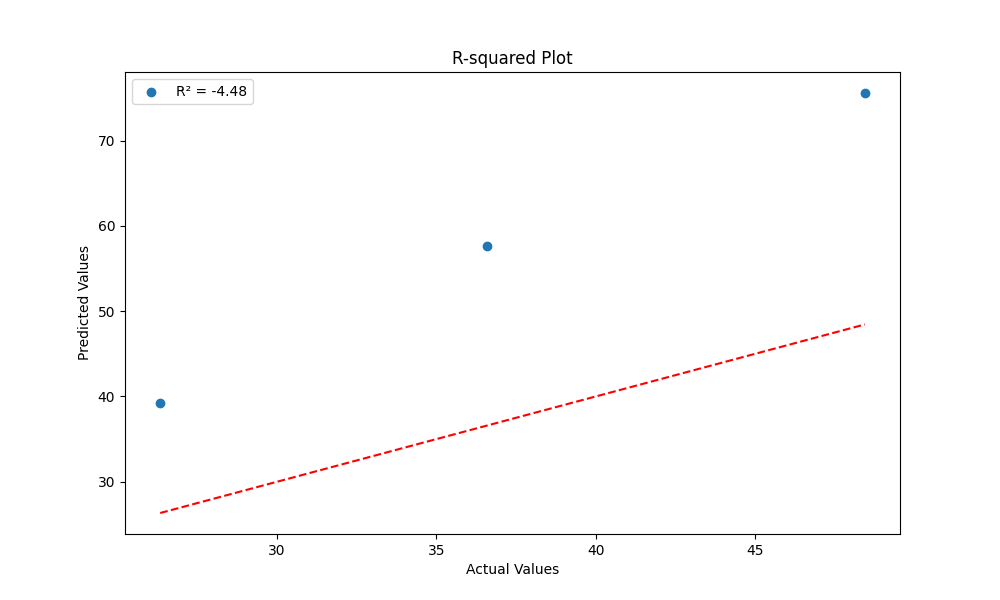 R-squared Plot
R² = -4.48
70
60
50
40
30
Predicted Values
30 35 40 45
Actual Values